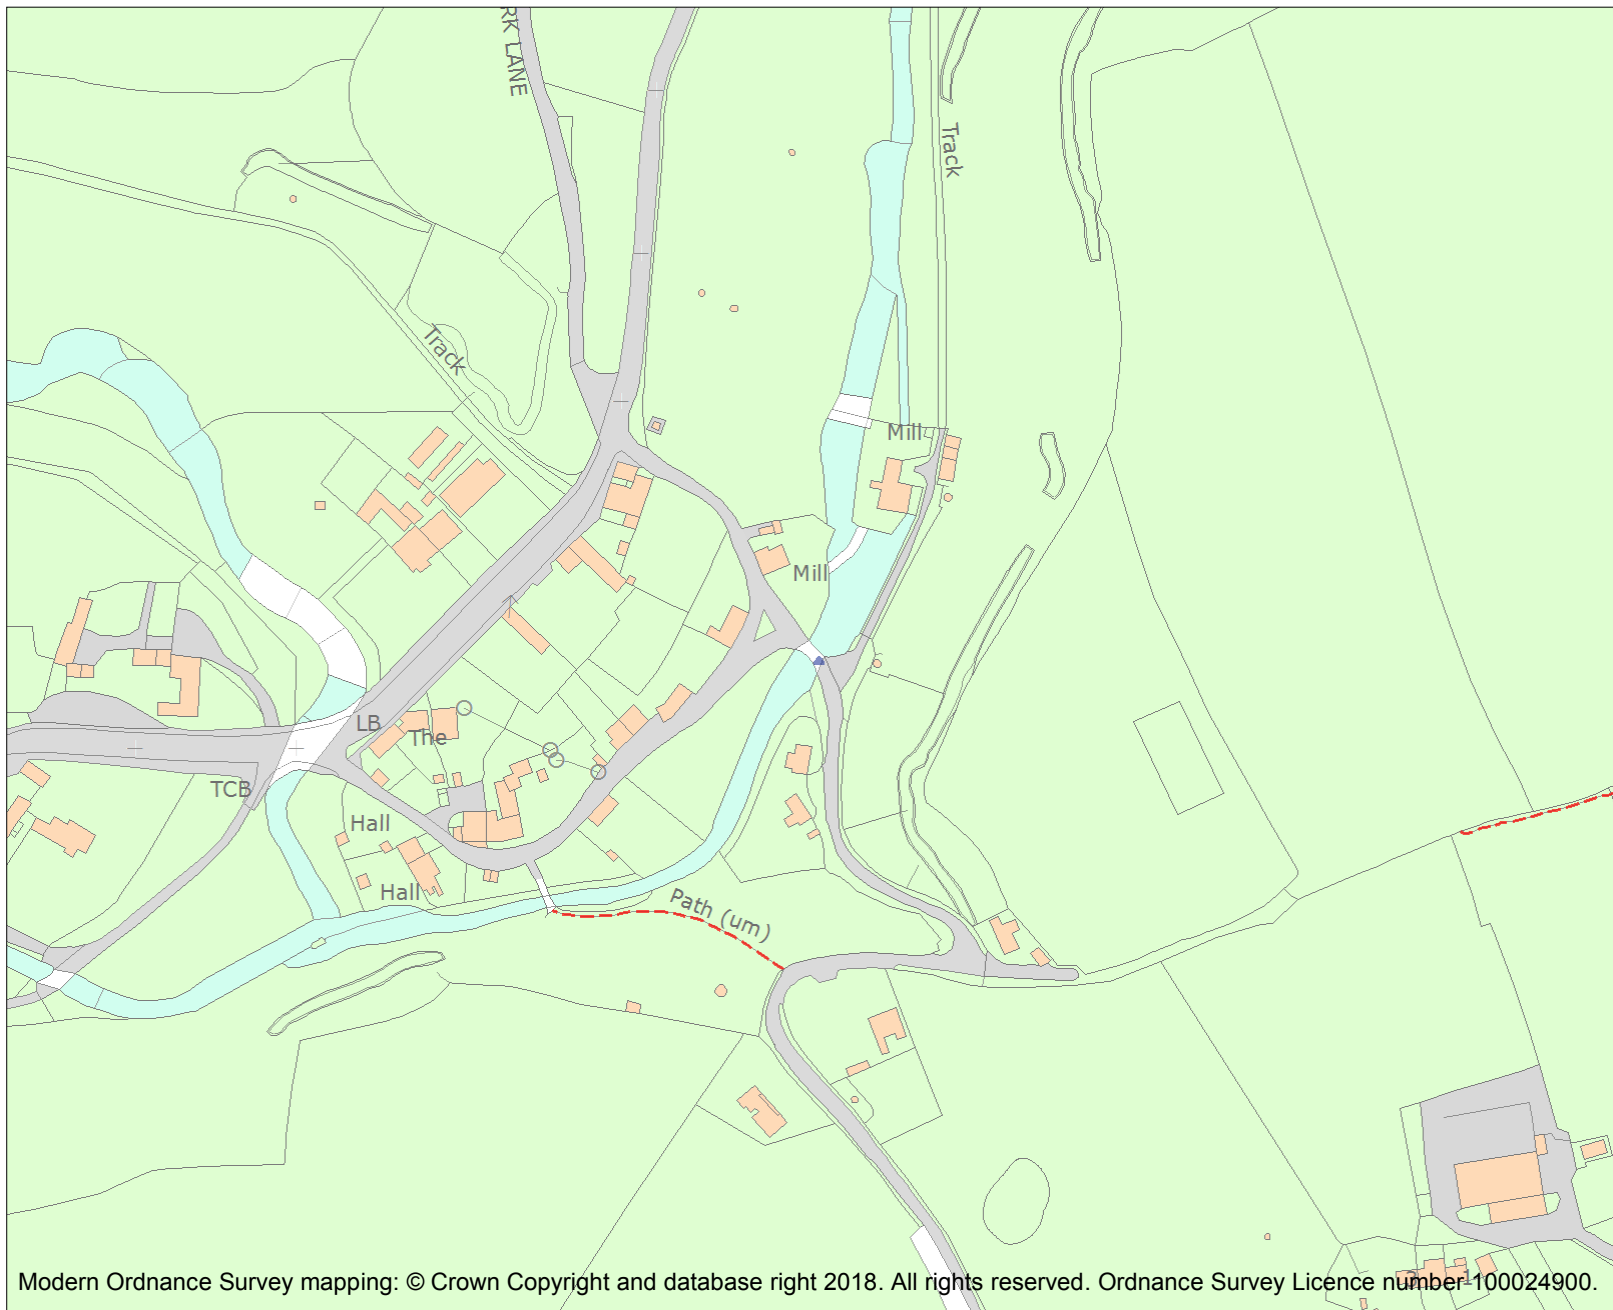 RK LANE
Track
Track
Mill
Mill
LB
The
TCB
Hall
Hall
Path (um)
Modern Ordnance Survey mapping: © Crown Copyright and database right 2018. All rights reserved. Ordnance Survey Licence number 100024900.